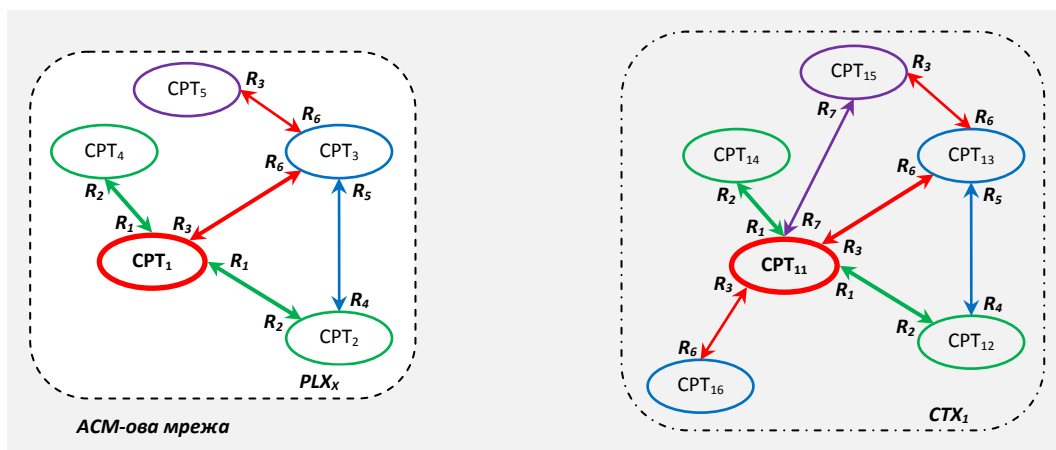 CPT₅
R₃
R₆
CPT₄
CPT₃
R₂
R₆
R₅
R₁
R₃
CPT₁
R₁
R₄
R₂
CPT₂
PLXₓ
АСМ-ова мрежа
CPT₁₅
R₃
R₇
R₆
CPT₁₄
CPT₁₃
R₂
R₆
R₅
R₁
R₇
R₃
CPT₁₁
R₃
R₁
R₄
R₂
CPT₁₂
R₆
CPT₁₆
CTX₁